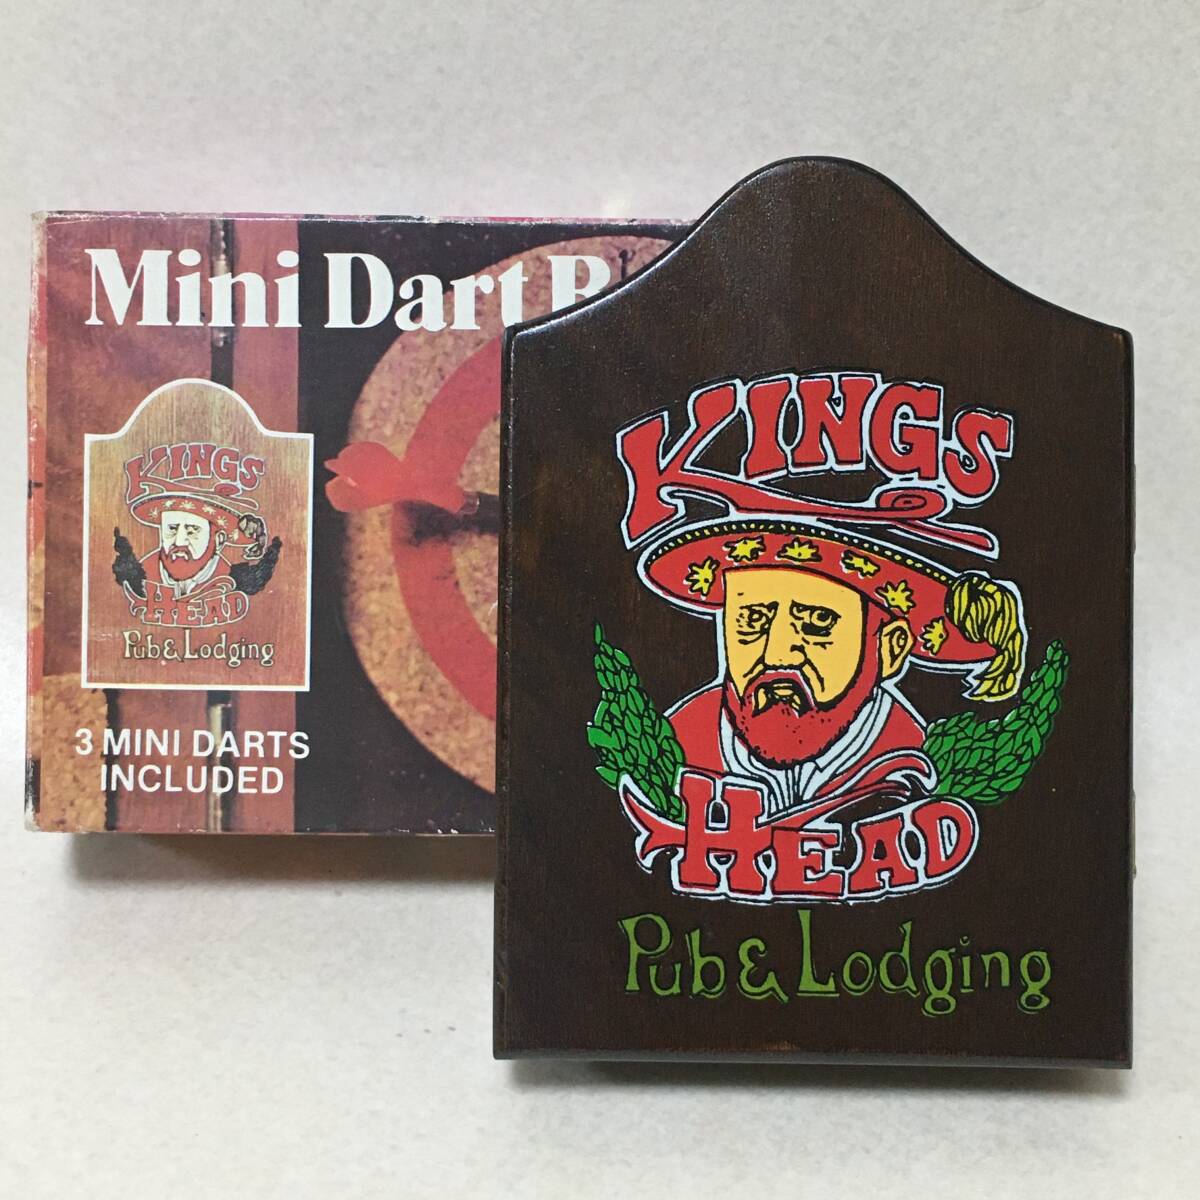 Mini Dart B
KINGS
HEAD
Pub & Lodging
3 MINI DARTS
INCLUDED
KINGS
HEAD
Pub & Lodging